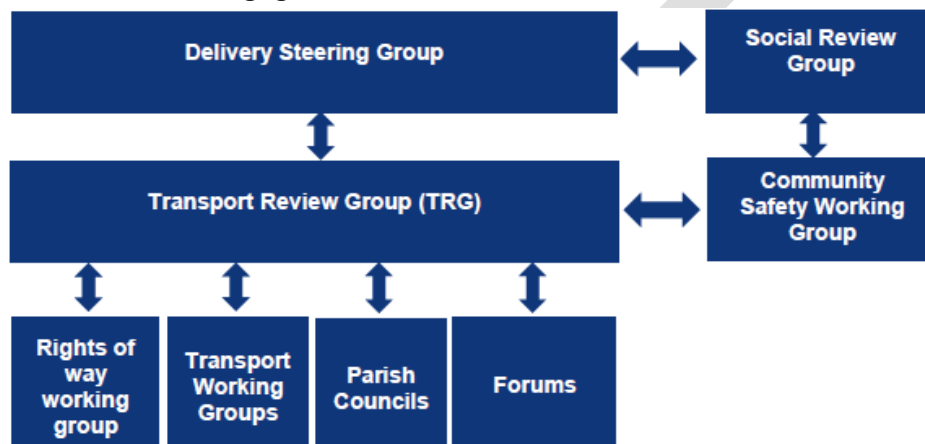 Delivery Steering Group
Social Review
Group
Transport Review Group (TRG)
Community
Safety Working
Group
Rights of
way
working
group
Transport
Working
Groups
Parish
Councils
Forums